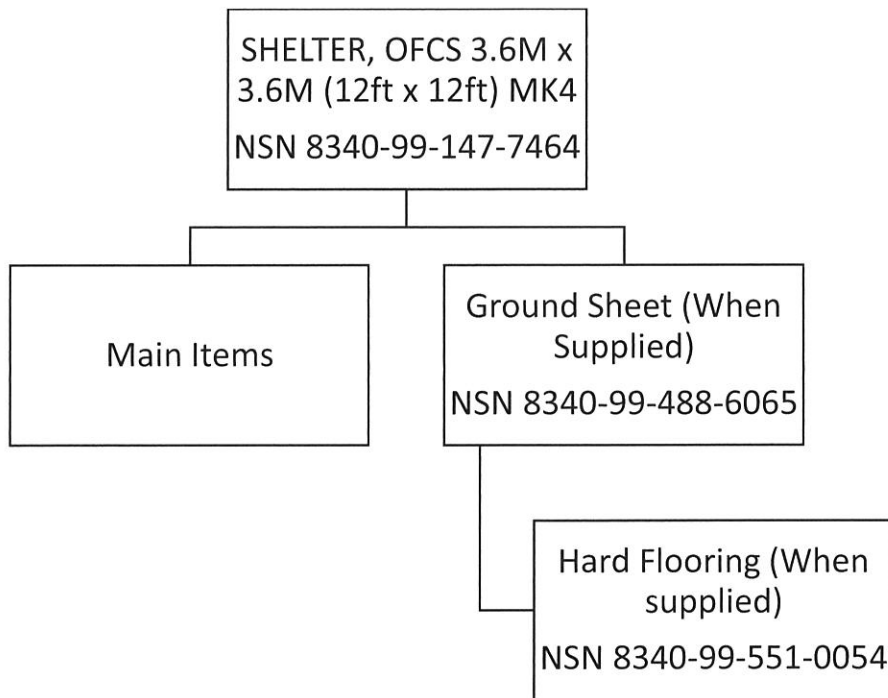 SHELTER, OFCS 3.6M x
3.6M (12ft x 12ft) MK4
NSN 8340-99-147-7464
Main Items
Ground Sheet (When
Supplied)
NSN 8340-99-488-6065
Hard Flooring (When
supplied)
NSN 8340-99-551-0054